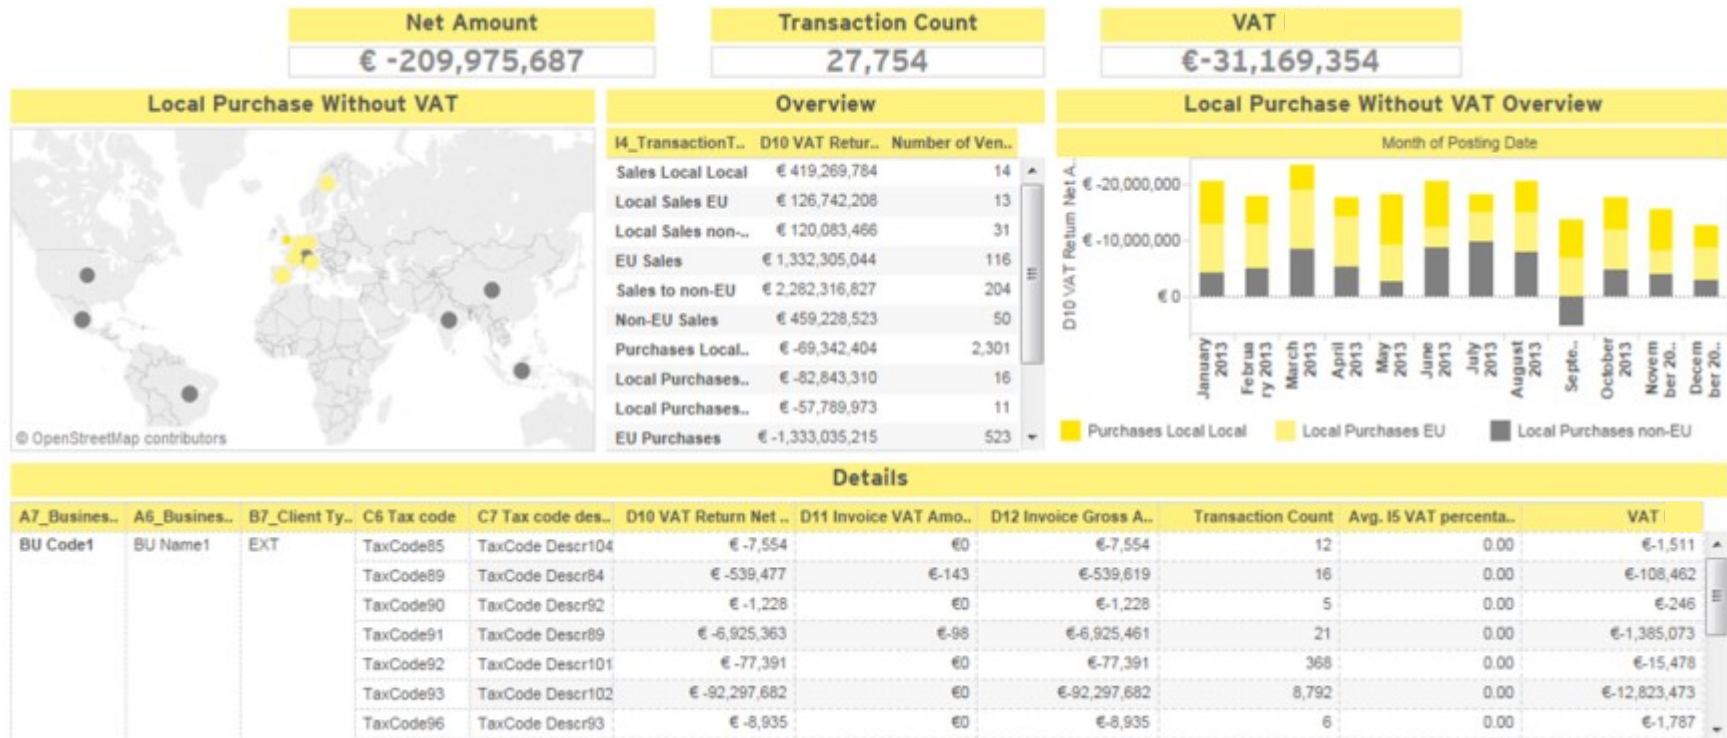 Net Amount Transaction Count VAT
€ -209,975,687 27,754 €-31,169,354
Local Purchase Without VAT
© OpenStreetMap contributors
Overview
I4_TransactionT.. D10 VAT Retur.. Number of Ven..
Sales Local Local € 419,269,784 14
Local Sales EU € 126,742,208 13
Local Sales non-.. € 120,083,466 31
EU Sales € 1,332,305,044 116
Sales to non-EU € 2,282,316,827 204
Non-EU Sales € 459,228,523 50
Purchases Local.. € -69,342,404 2,301
Local Purchases.. € -82,843,310 16
Local Purchases.. € -57,789,973 11
EU Purchases € -1,333,035,215 523
Local Purchase Without VAT Overview
Month of Posting Date
D10 VAT Return Net A..
€ -20,000,000
€ -10,000,000
€ 0
January 2013
Februa ry 2013
March 2013
April 2013
May 2013
June 2013
July 2013
August 2013
Septe..
October 2013
Novem ber 20..
Decem ber 20..
Purchases Local Local Local Purchases EU Local Purchases non-EU
Details
A7_Busines.. A6_Busines.. B7_Client Ty.. C6 Tax code C7 Tax code des.. D10 VAT Return Net .. D11 Invoice VAT Amo.. D12 Invoice Gross A.. Transaction Count Avg. I5 VAT percenta.. VAT
BU Code1 BU Name1 EXT TaxCode85 TaxCode Descr104 € -7,554 €0 €-7,554 12 0.00 €-1,511
TaxCode89 TaxCode Descr84 € -539,477 €-143 €-539,619 16 0.00 €-108,462
TaxCode90 TaxCode Descr92 € -1,228 €0 €-1,228 5 0.00 €-246
TaxCode91 TaxCode Descr89 € -6,925,363 €-98 €-6,925,461 21 0.00 €-1,385,073
TaxCode92 TaxCode Descr101 € -77,391 €0 €-77,391 368 0.00 €-15,478
TaxCode93 TaxCode Descr102 € -92,297,682 €0 €-92,297,682 8,792 0.00 €-12,823,473
TaxCode96 TaxCode Descr93 € -8,935 €0 €-8,935 6 0.00 €-1,787